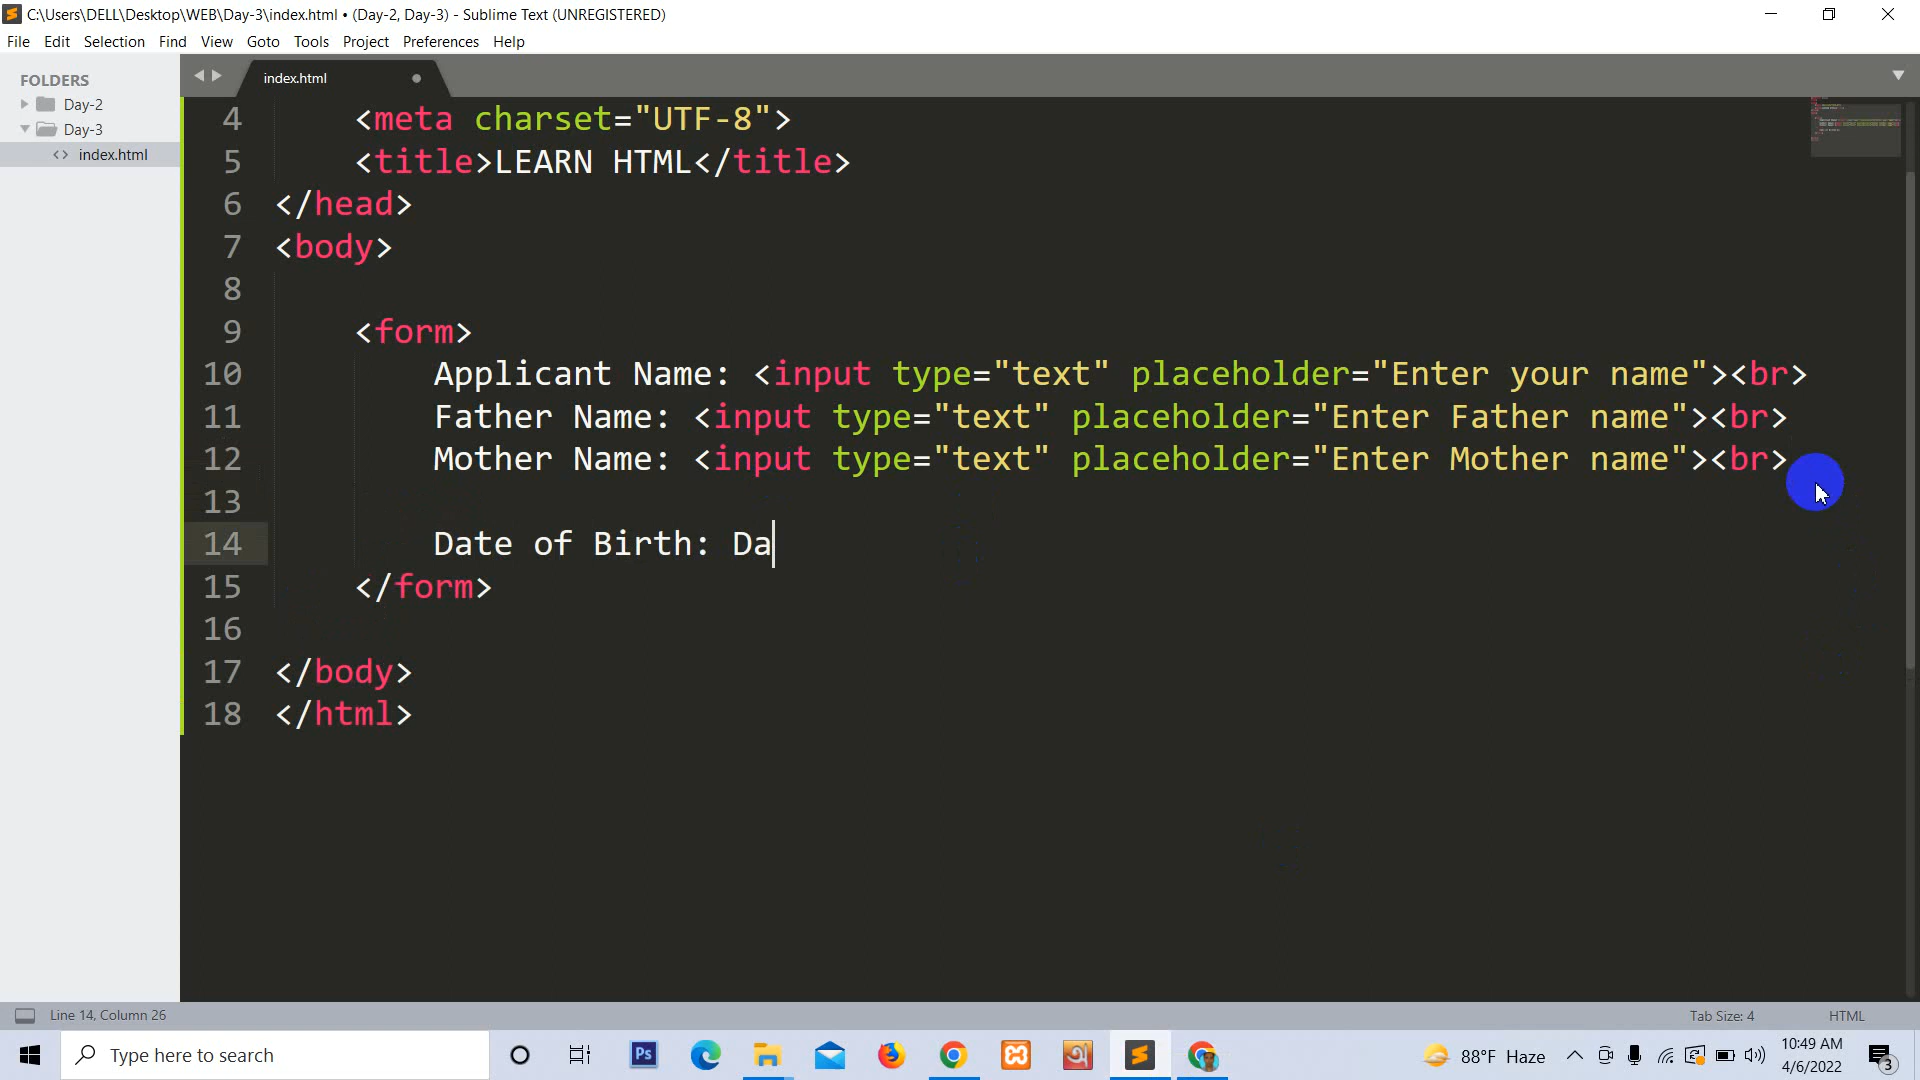 C:\Users\DELL\Desktop\WEB\Day-3\index.html • (Day-2, Day-3) - Sublime Text (UNREGISTERED)
File Edit Selection Find View Goto Tools Project Preferences Help
FOLDERS
Day-2
Day-3
<> index.html
index.html
4 <meta charset="UTF-8">
5 <title>LEARN HTML</title>
6 </head>
7 <body>
8
9 <form>
10 Applicant Name: <input type="text" placeholder="Enter your name"><br>
11 Father Name: <input type="text" placeholder="Enter Father name"><br>
12 Mother Name: <input type="text" placeholder="Enter Mother name"><br>
13
14 Date of Birth: Da
15 </form>
16
17 </body>
18 </html>
Line 14, Column 26
Tab Size: 4
HTML
Type here to search
Ps
88°F Haze
10:49 AM
4/6/2022
3